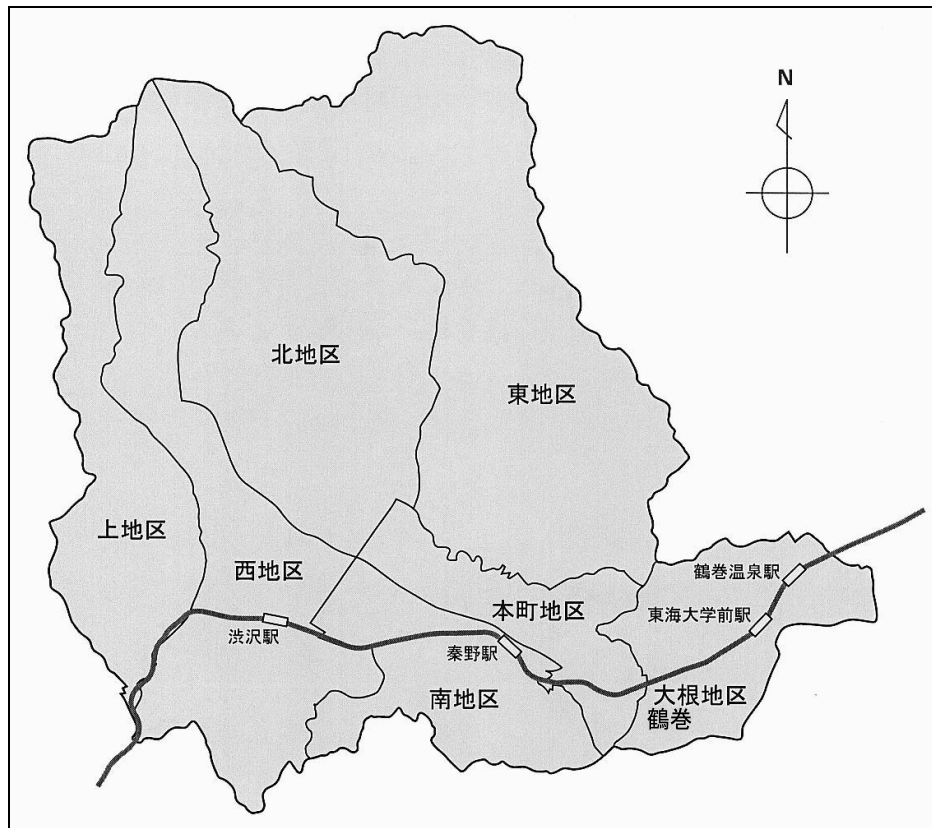 N
北地区
東地区
上地区
西地区
鶴巻温泉駅
本町地区
東海大学前駅
渋沢駅
秦野駅
南地区
大根地区
鶴巻